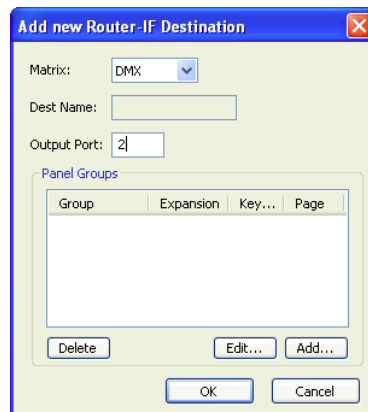 Add new Router-IF Destination
Matrix: DMX
Dest Name:
Output Port: 2
Panel Groups
Group Expansion Key... Page
Delete Edit... Add...
OK Cancel